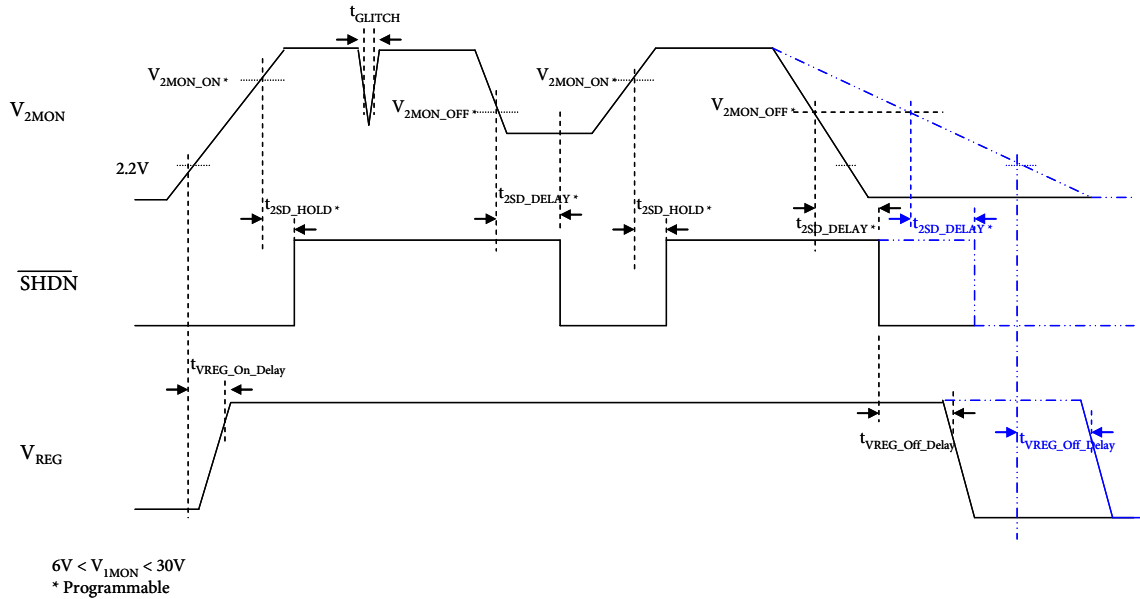 tGLITCH
V2MON_ON *
V2MON_ON *
V2MON
V2MON_OFF *
V2MON_OFF *
2.2V
t2SD_HOLD *
t2SD_DELAY *
t2SD_HOLD *
t2SD_DELAY *
t2SD_DELAY *
SHDN
tVREG_On_Delay
VREG
tVREG_Off_Delay
tVREG_Off_Delay
6V < V1MON < 30V
* Programmable